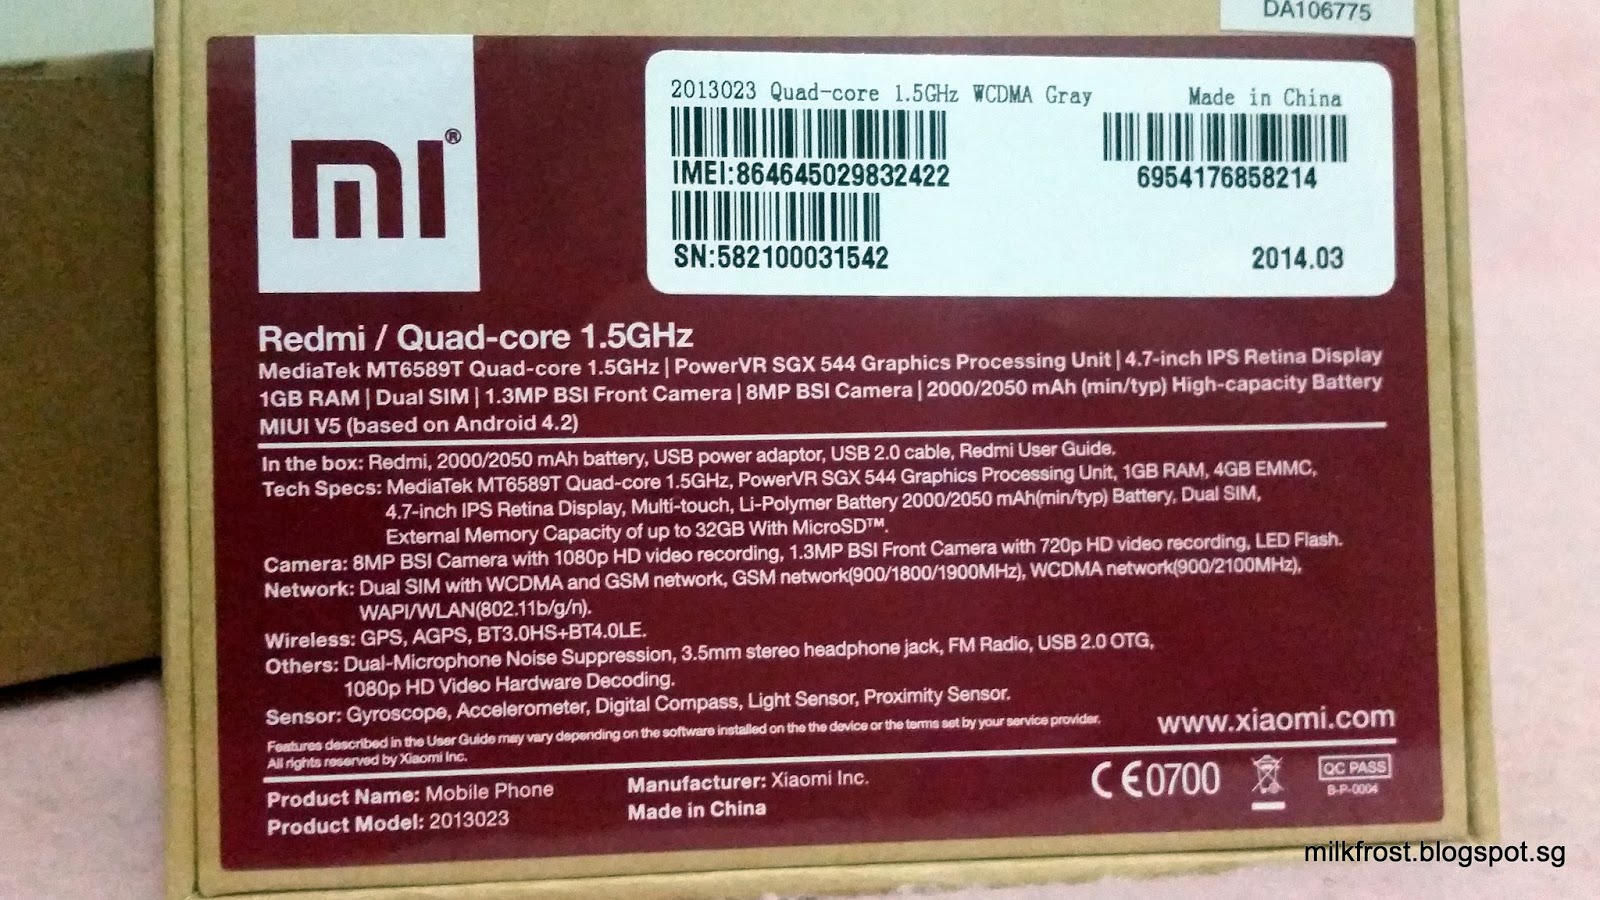 DA106775
mi®
2013023 Quad-core 1.5GHz WCDMA Gray
Made in China
IMEI:864645029832422
6954176858214
SN:582100031542
2014.03
Redmi / Quad-core 1.5GHz
MediaTek MT6589T Quad-core 1.5GHz | PowerVR SGX 544 Graphics Processing Unit | 4.7-inch IPS Retina Display
1GB RAM | Dual SIM | 1.3MP BSI Front Camera | 8MP BSI Camera | 2000/2050 mAh (min/typ) High-capacity Battery
MIUI V5 (based on Android 4.2)
In the box: Redmi, 2000/2050 mAh battery, USB power adaptor, USB 2.0 cable, Redmi User Guide.
Tech Specs: MediaTek MT6589T Quad-core 1.5GHz, PowerVR SGX 544 Graphics Processing Unit, 1GB RAM, 4GB EMMC,
4.7-inch IPS Retina Display, Multi-touch, Li-Polymer Battery 2000/2050 mAh(min/typ) Battery, Dual SIM,
External Memory Capacity of up to 32GB With MicroSD™.
Camera: 8MP BSI Camera with 1080p HD video recording, 1.3MP BSI Front Camera with 720p HD video recording, LED Flash.
Network: Dual SIM with WCDMA and GSM network, GSM network(900/1800/1900MHz), WCDMA network(900/2100MHz),
WAPI/WLAN(802.11b/g/n).
Wireless: GPS, AGPS, BT3.0HS+BT4.0LE.
Others: Dual-Microphone Noise Suppression, 3.5mm stereo headphone jack, FM Radio, USB 2.0 OTG,
1080p HD Video Hardware Decoding.
Sensor: Gyroscope, Accelerometer, Digital Compass, Light Sensor, Proximity Sensor.
Features described in the User Guide may vary depending on the software installed on the the device or the terms set by your service provider.
All rights reserved by Xiaomi Inc.
www.xiaomi.com
Product Name: Mobile Phone
Manufacturer: Xiaomi Inc.
Product Model: 2013023
Made in China
CE0700
QC PASS
B-P-0004
milkfrost.blogspot.sg